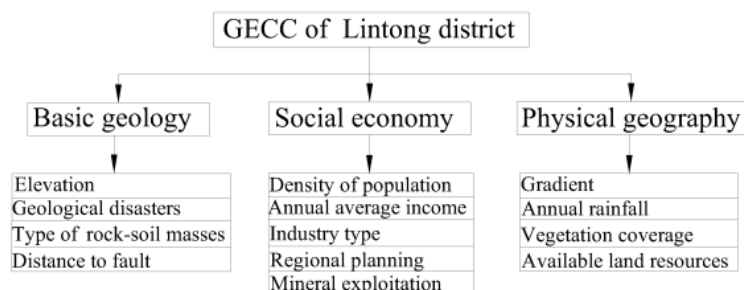 GECC of Lintong district
Basic geology
Social economy
Physical geography
Elevation
Geological disasters
Type of rock-soil masses
Distance to fault
Density of population
Annual average income
Industry type
Regional planning
Mineral exploitation
Gradient
Annual rainfall
Vegetation coverage
Available land resources